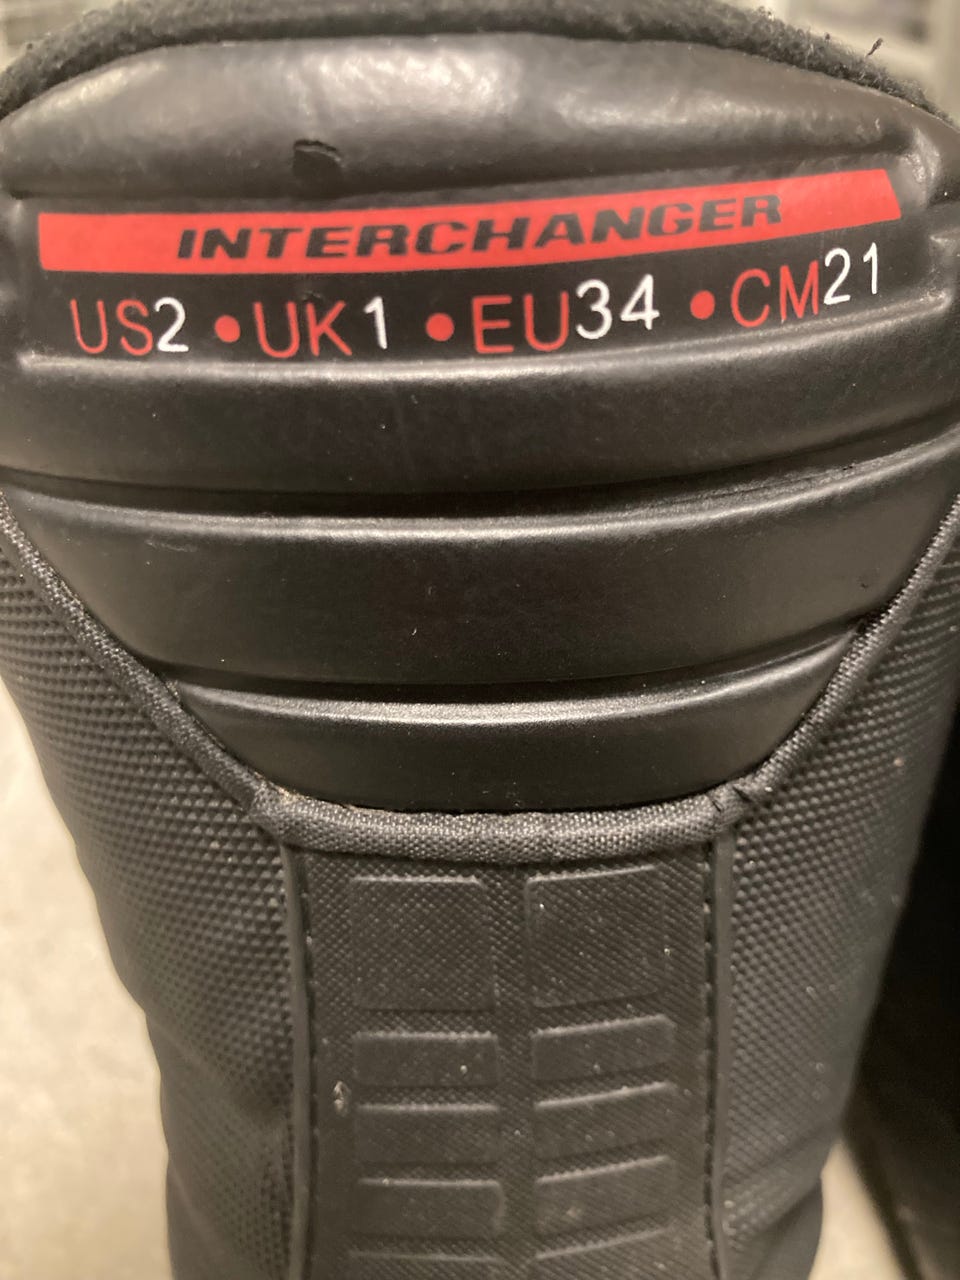 INTERCHANGER
US2 • UK1 • EU34 • CM21